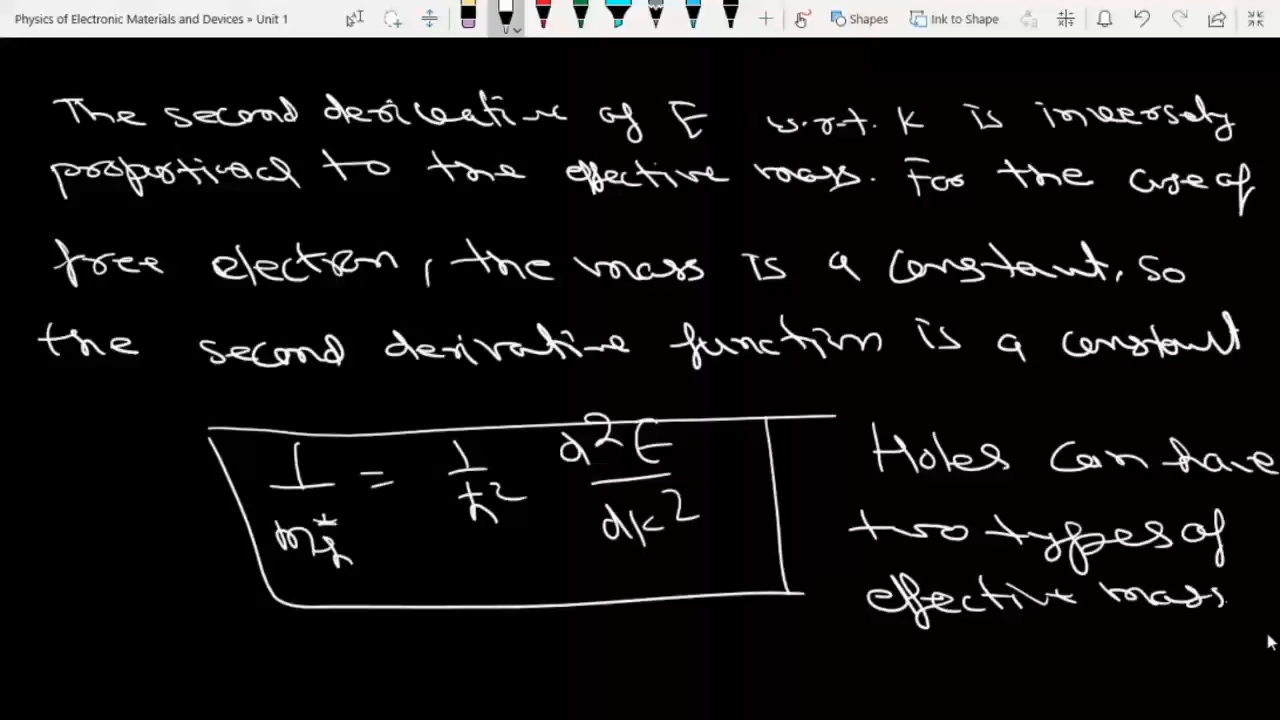 Physics of Electronic Materials and Devices » Unit 1
Shapes
Ink to Shape
The second derivative of E w.r.t. k is inversely
proportional to the effective mass. For the case of
free electron, the mass is a constant, so
the second derivative function is a constant
1/m*h = 1/ħ² d²E/dk²
Holes can have
two types of
effective mass